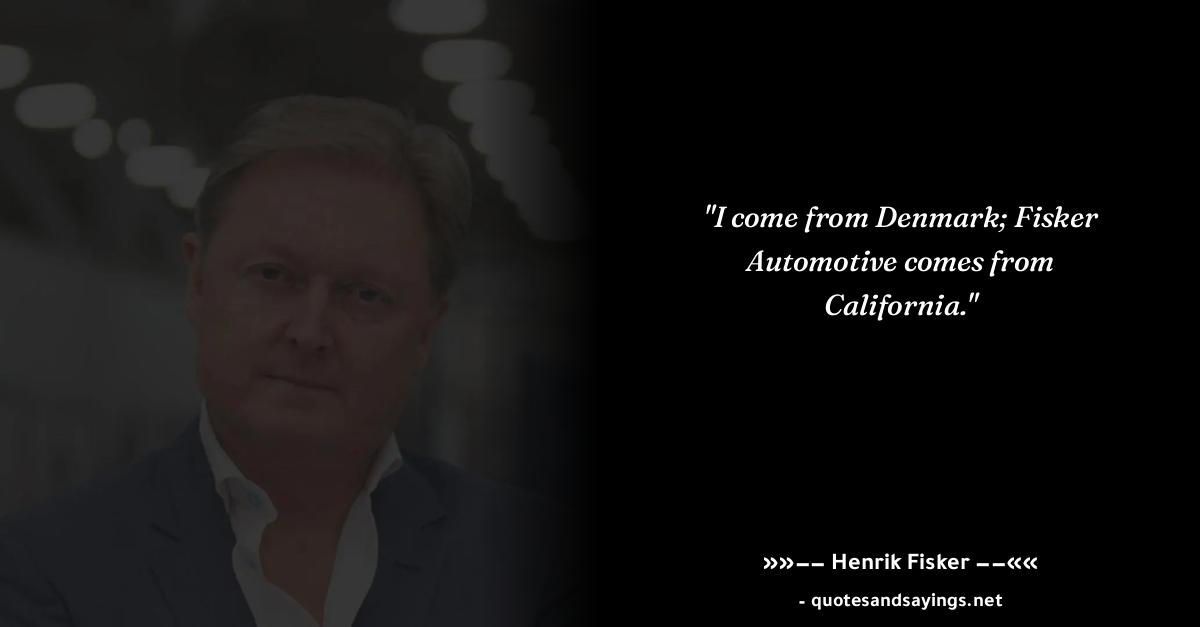 "I come from Denmark; Fisker
Automotive comes from
California."
»»−− Henrik Fisker −−««
- quotesandsayings.net